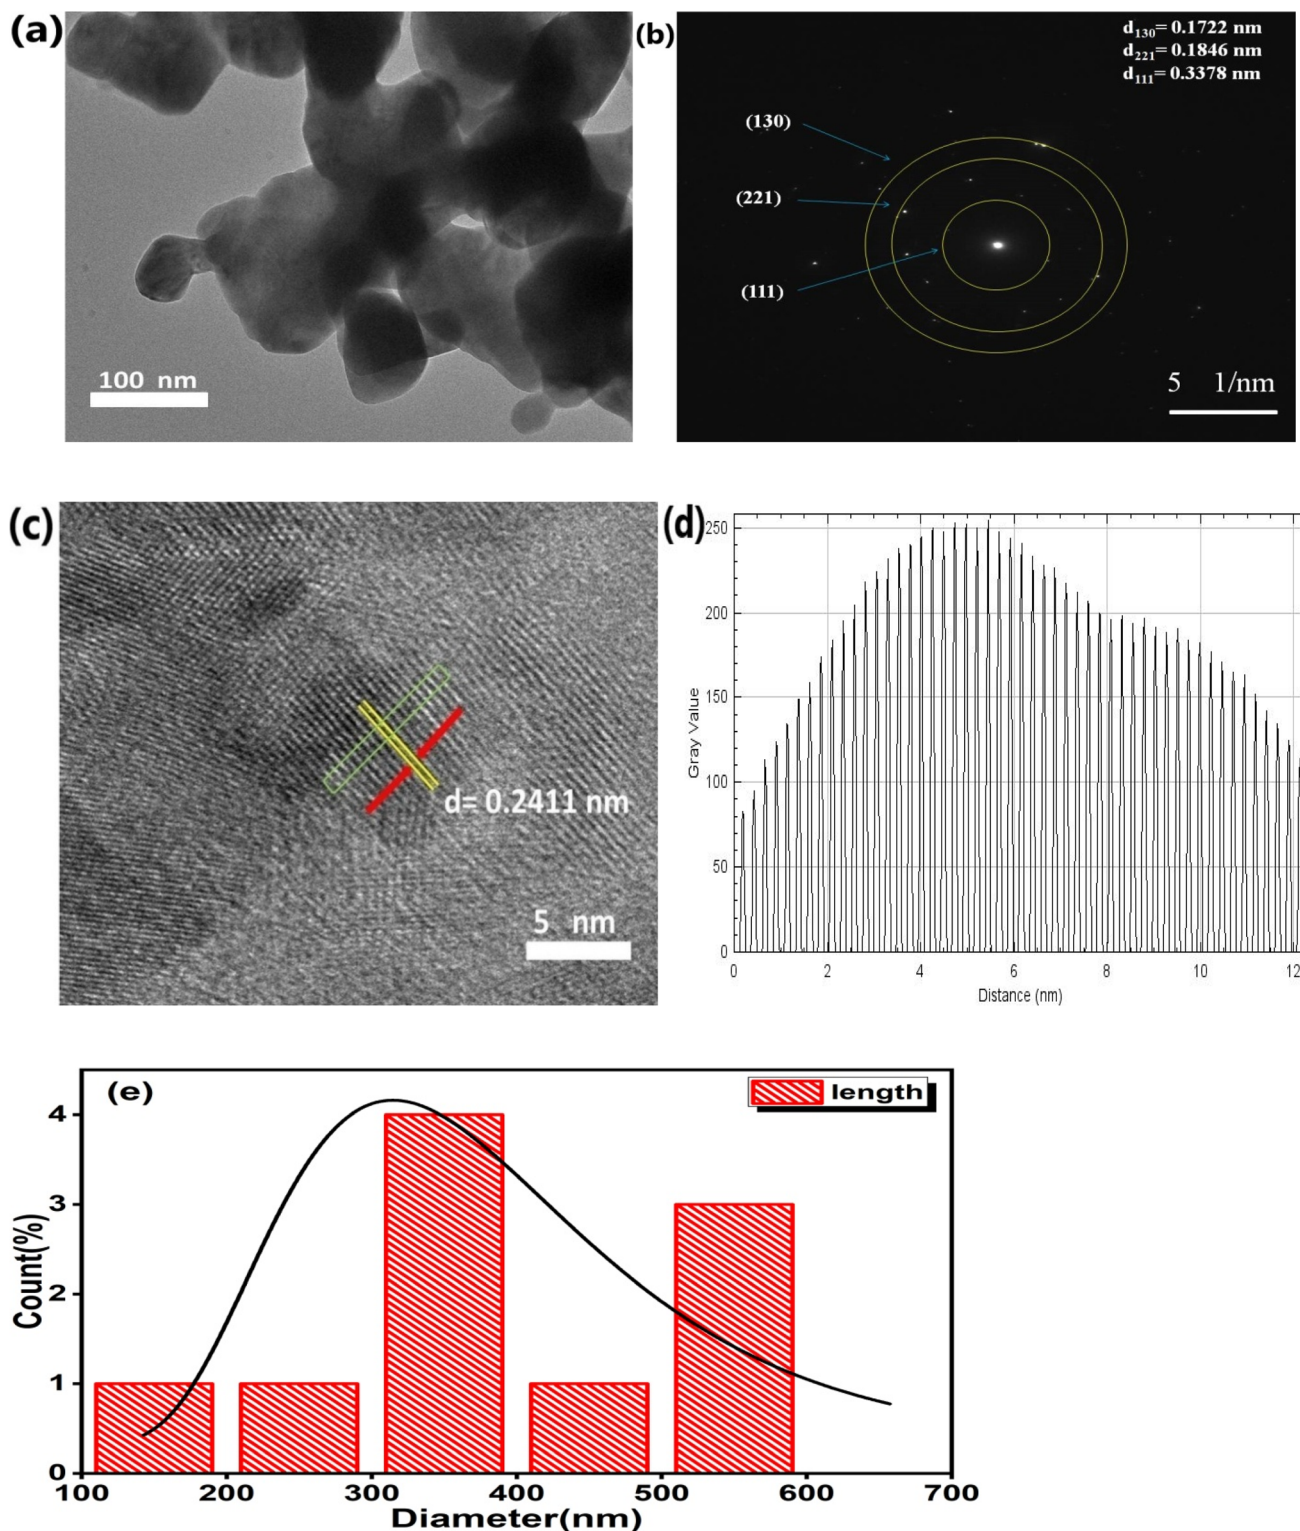 (a)
100 nm
(b)
d130= 0.1722 nm
d221= 0.1846 nm
d111= 0.3378 nm
(130)
(221)
(111)
5 1/nm
(c)
d= 0.2411 nm
5 nm
(d)
250
200
150
100
50
0
Gray Value
0 2 4 6 8 10 12
Distance (nm)
(e)
length
4
3
2
1
0
Count(%)
100 200 300 400 500 600 700
Diameter(nm)